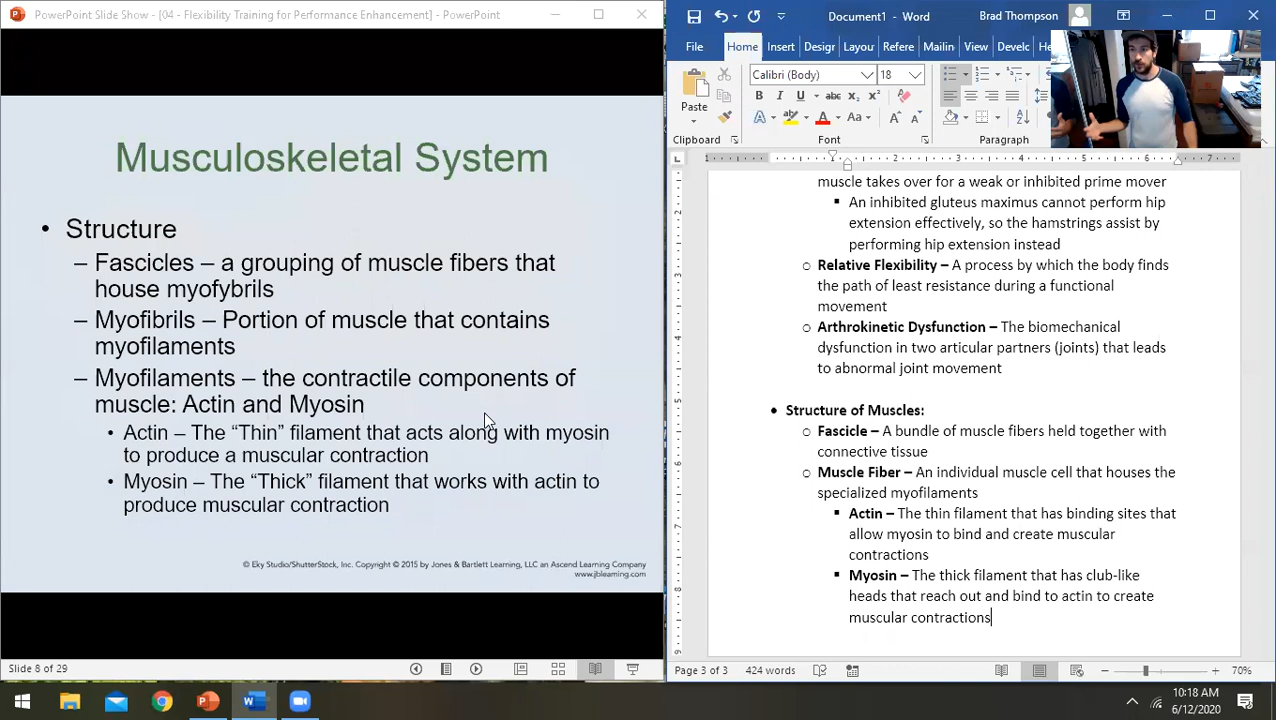 PowerPoint Slide Show - [04 - Flexibility Training for Performance Enhancement] - PowerPoint
Musculoskeletal System
• Structure
– Fascicles – a grouping of muscle fibers that
house myofybrils
– Myofibrils – Portion of muscle that contains
myofilaments
– Myofilaments – the contractile components of
muscle: Actin and Myosin
• Actin – The “Thin” filament that acts along with myosin
to produce a muscular contraction
• Myosin – The “Thick” filament that works with actin to
produce muscular contraction
© Eky Studio/ShutterStock, Inc. Copyright © 2015 by Jones & Bartlett Learning, LLC an Ascend Learning Company
www.jblearning.com
Slide 8 of 29
Document1 - Word
Brad Thompson
File Home Insert Desigr Layou Refere Mailin View Develc He
Calibri (Body) 18
Paste
B I U abc x₂ x²
Clipboard Font Paragraph
muscle takes over for a weak or inhibited prime mover
▪ An inhibited gluteus maximus cannot perform hip
extension effectively, so the hamstrings assist by
performing hip extension instead
o Relative Flexibility – A process by which the body finds
the path of least resistance during a functional
movement
o Arthrokinetic Dysfunction – The biomechanical
dysfunction in two articular partners (joints) that leads
to abnormal joint movement
• Structure of Muscles:
o Fascicle – A bundle of muscle fibers held together with
connective tissue
o Muscle Fiber – An individual muscle cell that houses the
specialized myofilaments
▪ Actin – The thin filament that has binding sites that
allow myosin to bind and create muscular
contractions
▪ Myosin – The thick filament that has club-like
heads that reach out and bind to actin to create
muscular contractions
Page 3 of 3 424 words 70%
10:18 AM
6/12/2020